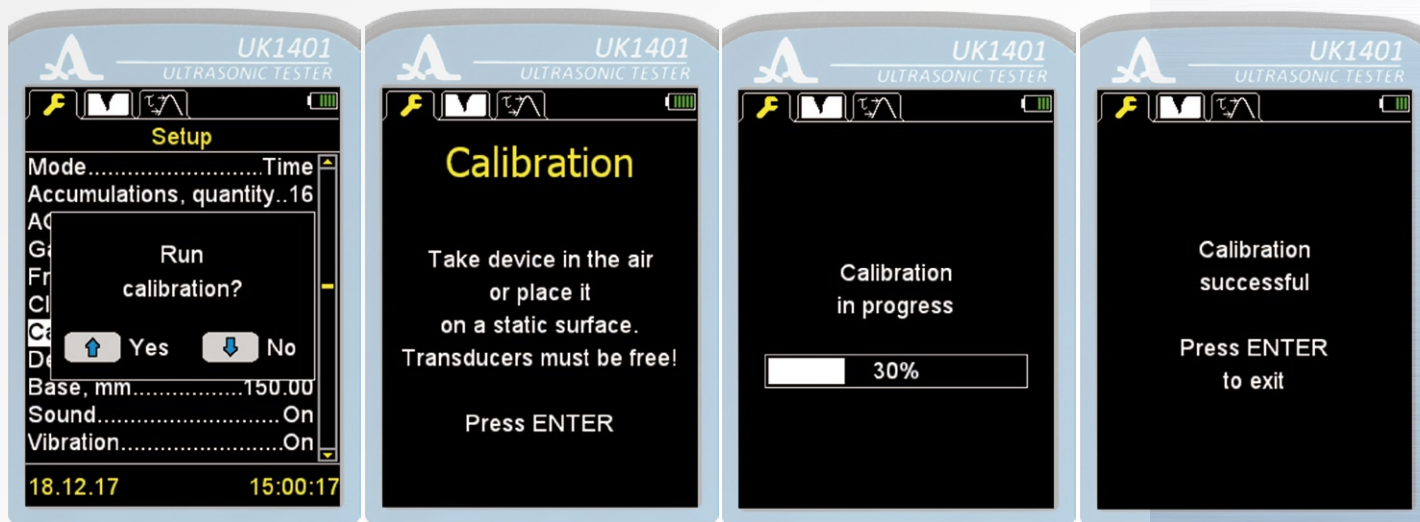 UK1401
ULTRASONIC TESTER
Setup
Mode...........................Time
Accumulations, quantity..16
Run
calibration?
Yes
No
Base, mm.................150.00
Sound............................On
Vibration.........................On
18.12.17
15:00:17
UK1401
ULTRASONIC TESTER
Calibration
Take device in the air
or place it
on a static surface.
Transducers must be free!
Press ENTER
UK1401
ULTRASONIC TESTER
Calibration
in progress
30%
UK1401
ULTRASONIC TESTER
Calibration
successful
Press ENTER
to exit